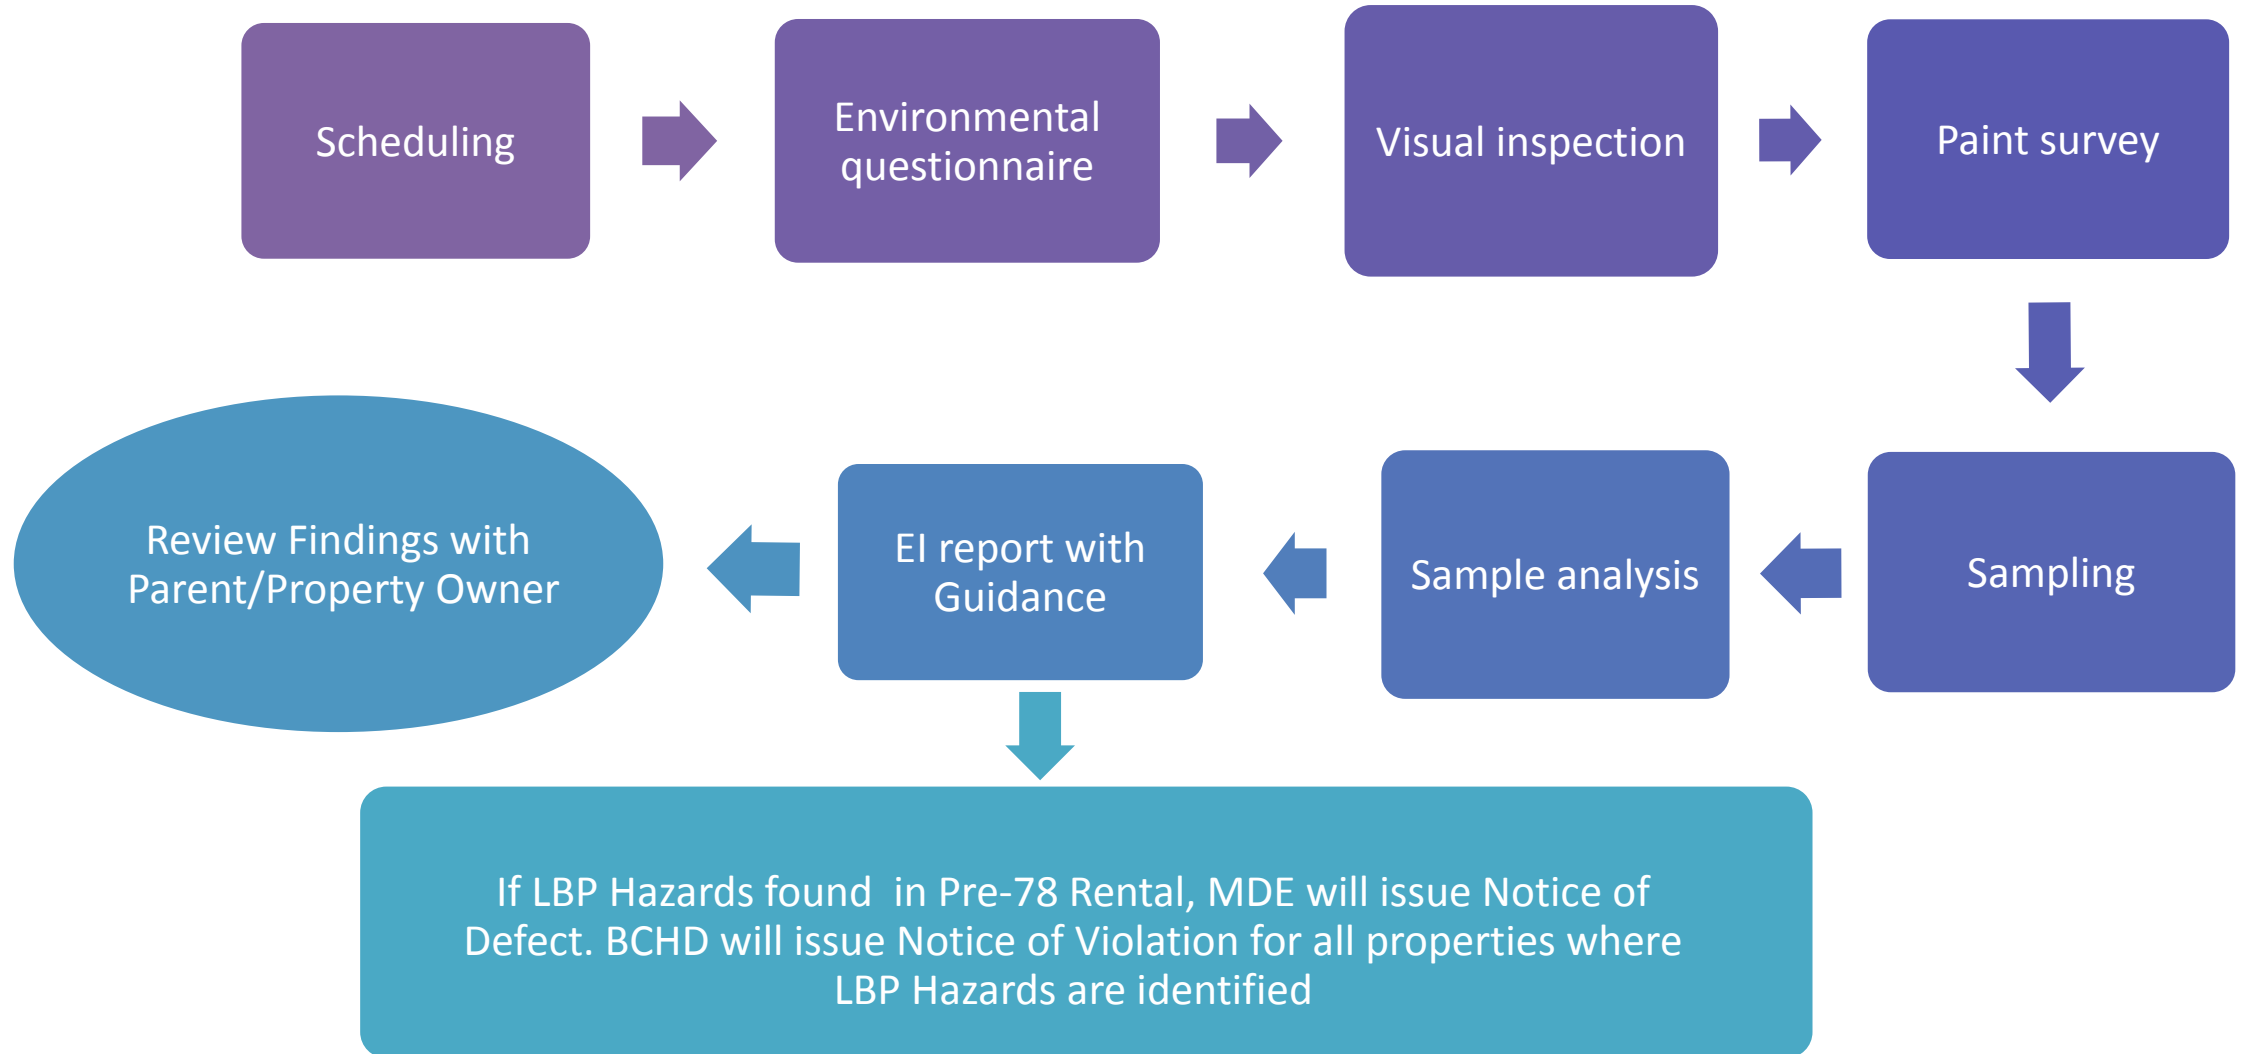 Scheduling
Environmental
questionnaire
Visual inspection
Paint survey
Sampling
Sample analysis
EI report with
Guidance
Review Findings with
Parent/Property Owner
If LBP Hazards found  in Pre-78 Rental, MDE will issue Notice of
Defect. BCHD will issue Notice of Violation for all properties where
LBP Hazards are identified